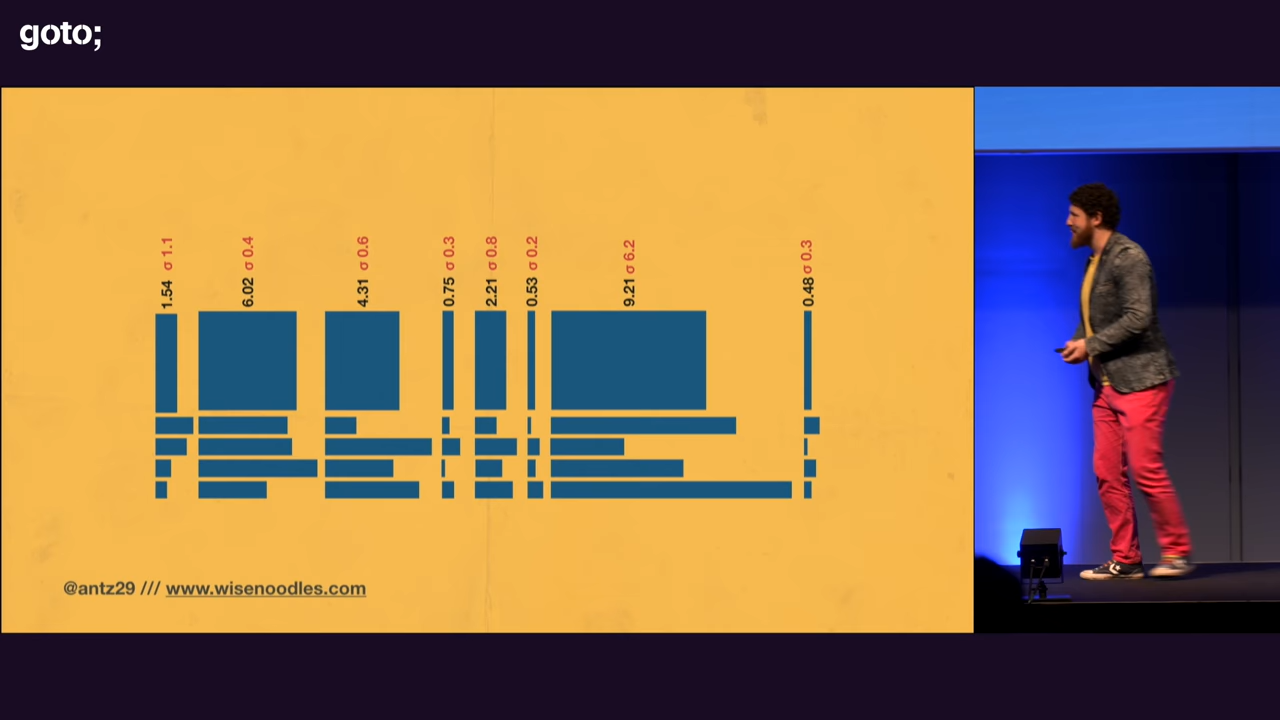 goto;
1.54 σ 1.1
6.02 σ 0.4
4.31 σ 0.6
0.75 σ 0.3
2.21 σ 0.8
0.53 σ 0.2
9.21 σ 6.2
0.48 σ 0.3
@antz29 /// www.wisenoodles.com